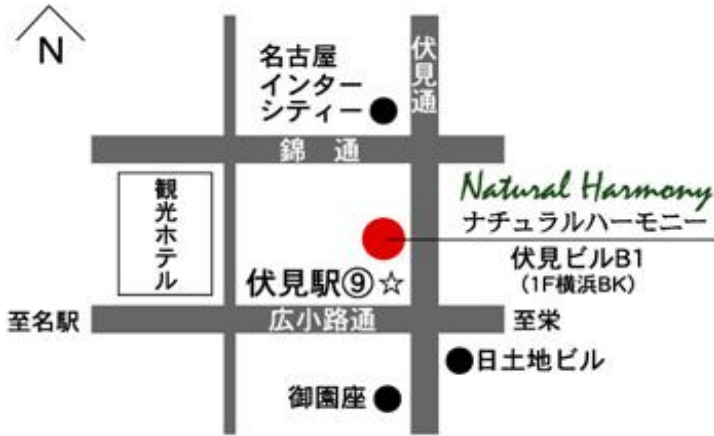 N
名古屋
インター
シティー
伏見通
錦 通
観光ホテル
Natural Harmony
ナチュラルハーモニー
伏見ビルB1
(1F横浜BK)
伏見駅⑨☆
至名駅
広小路通
至栄
日土地ビル
御園座